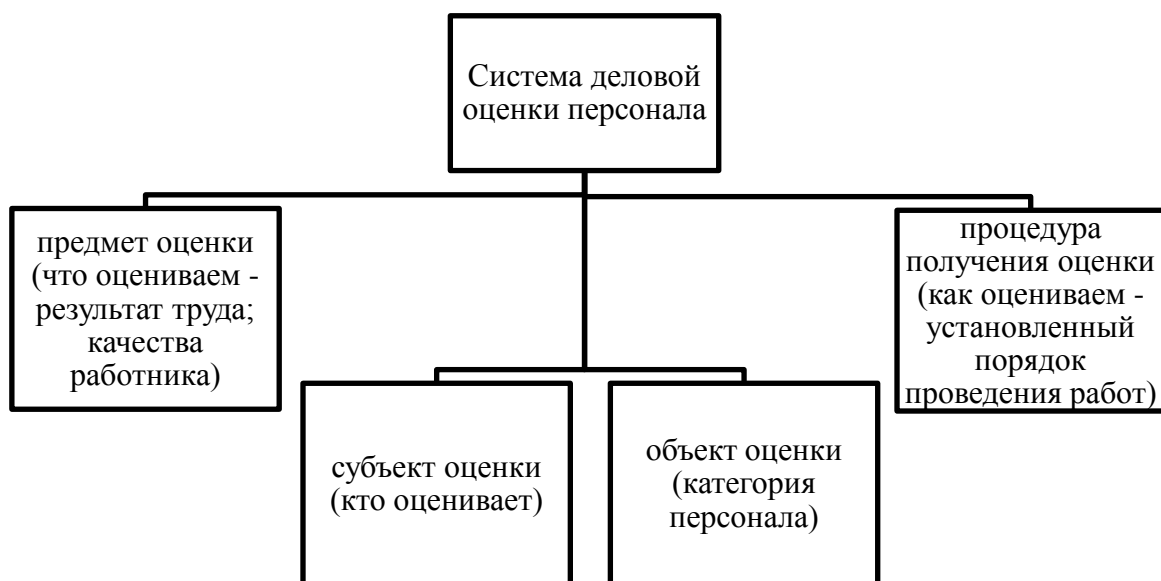 Система деловой
оценки персонала
предмет оценки
(что оцениваем -
результат труда;
качества
работника)
процедура
получения оценки
(как оцениваем -
установленный
порядок
проведения работ)
субъект оценки
(кто оценивает)
объект оценки
(категория
персонала)